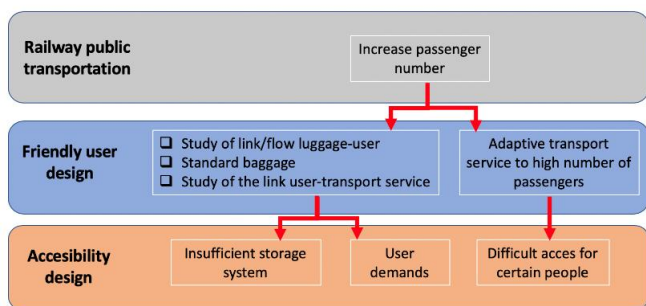 Railway public
transportation
Increase passenger
number
Friendly user
design
❑ Study of link/flow luggage-user
❑ Standard baggage
❑ Study of the link user-transport service
Adaptive transport
service to high number of
passengers
Accesibility
design
Insufficient storage
system
User
demands
Difficult acces for
certain people